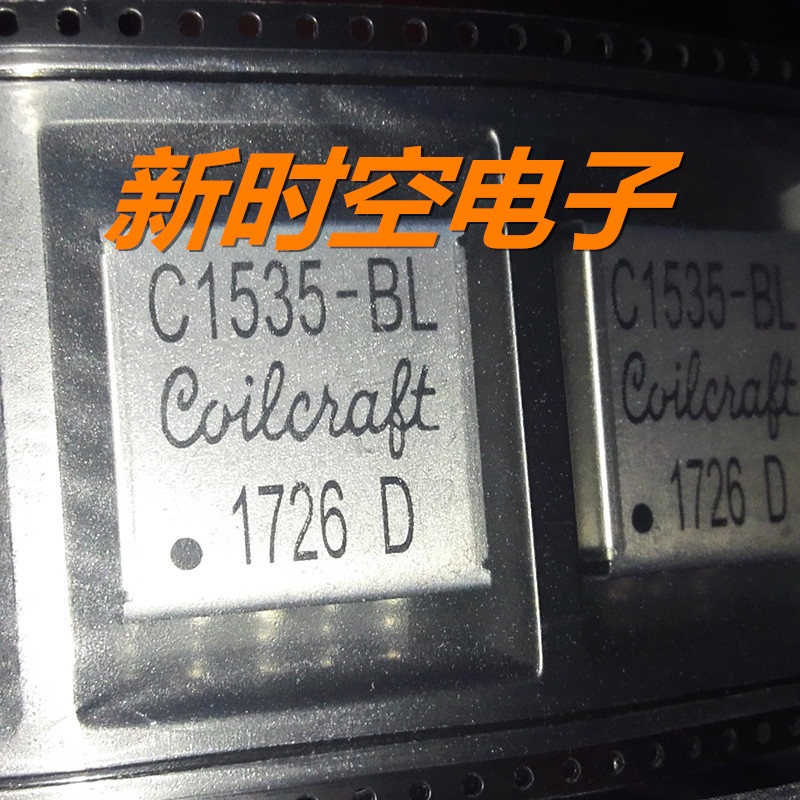 新时空电子
C1535-BL
Coilcraft
1726 D
C1535-BL
Coilcraft
1726 D